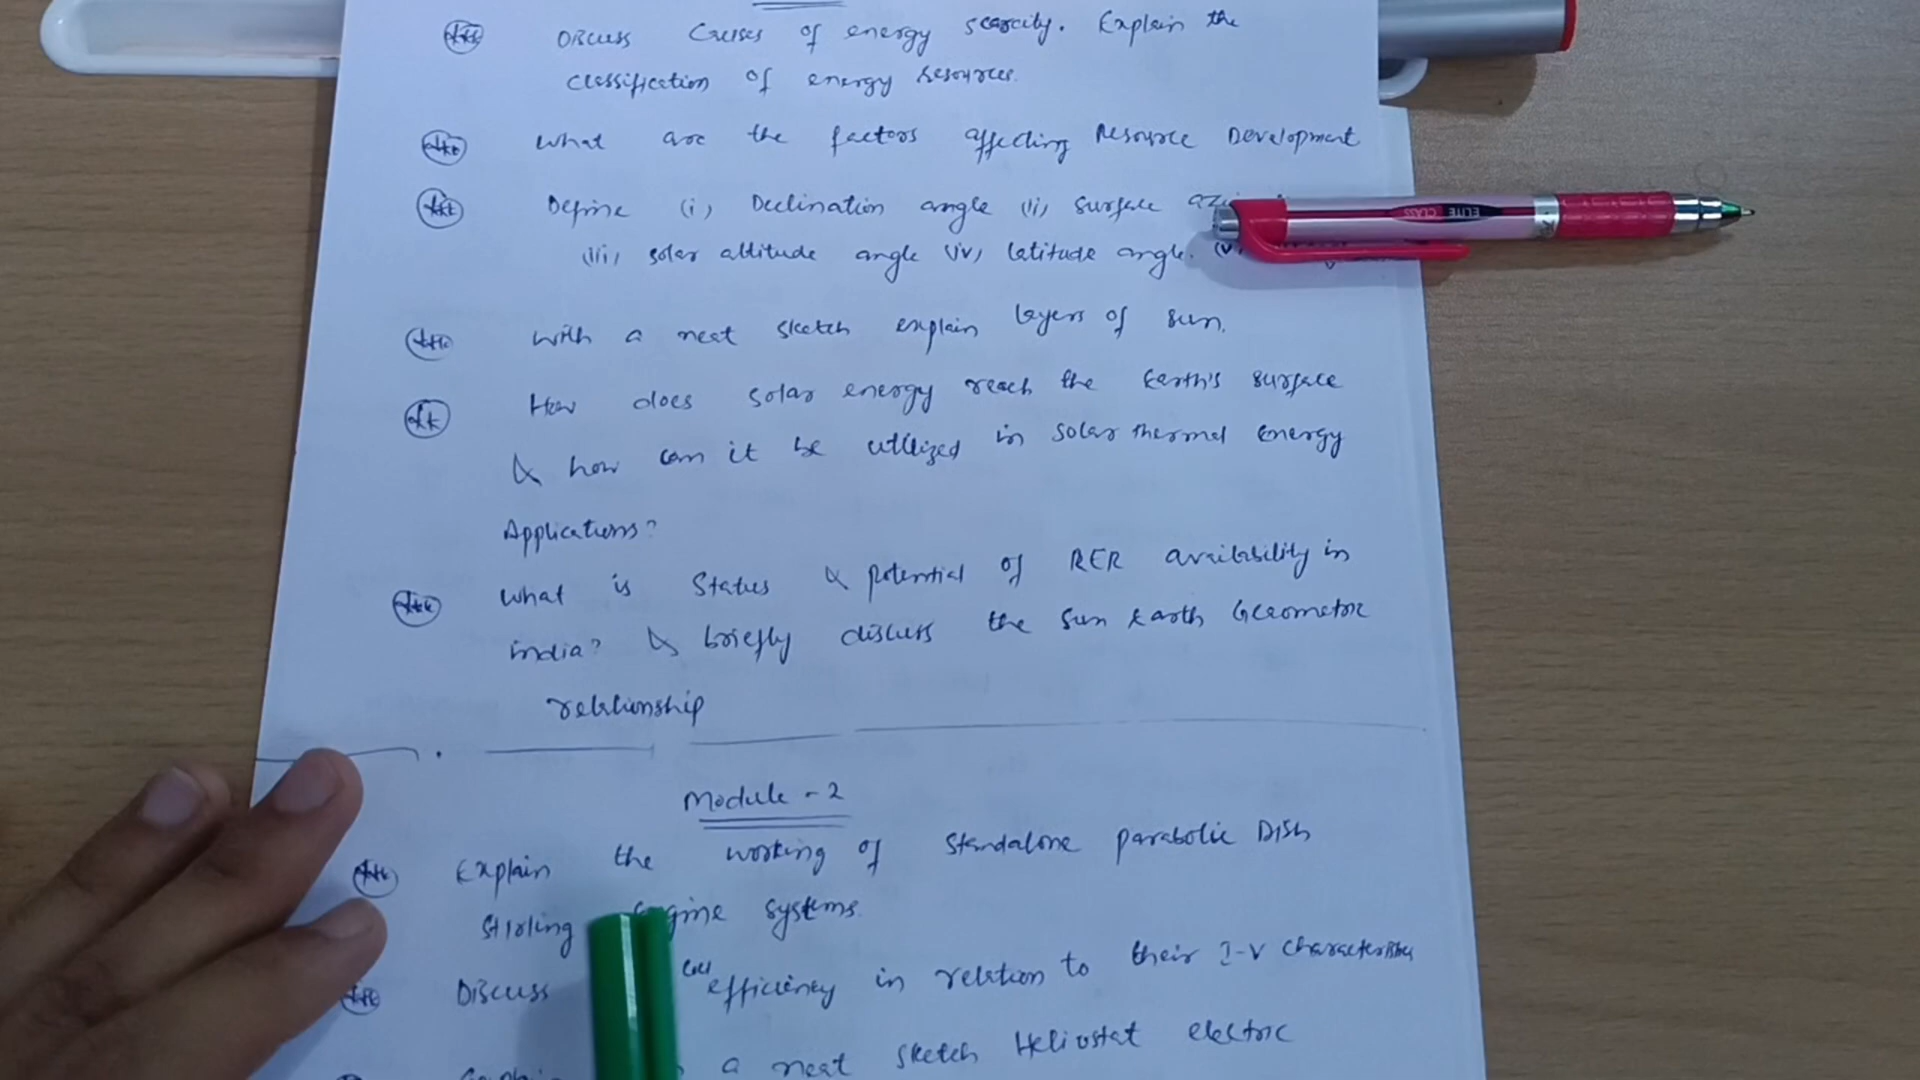 Discuss Causes of energy scarcity. Explain the
classification of energy resources.
What are the factors affecting Resource Development
Define (i) Declination angle (ii) surface
(iii) solar altitude angle (iv) latitude angle. (v)
With a neat sketch explain layers of sun.
How does solar energy reach the Earth's surface
& how can it be utilized in solar thermal energy
Applications?
What is Status & potential of RER availability in
india? & briefly discuss the Sun Earth Geometric
relationship
Module - 2
Explain the working of standalone parabolic Dish
Stirling Engine systems.
Discuss cell efficiency in relation to their I-V characteristics
a neat sketch Heliostat electric
ELITE CLASS